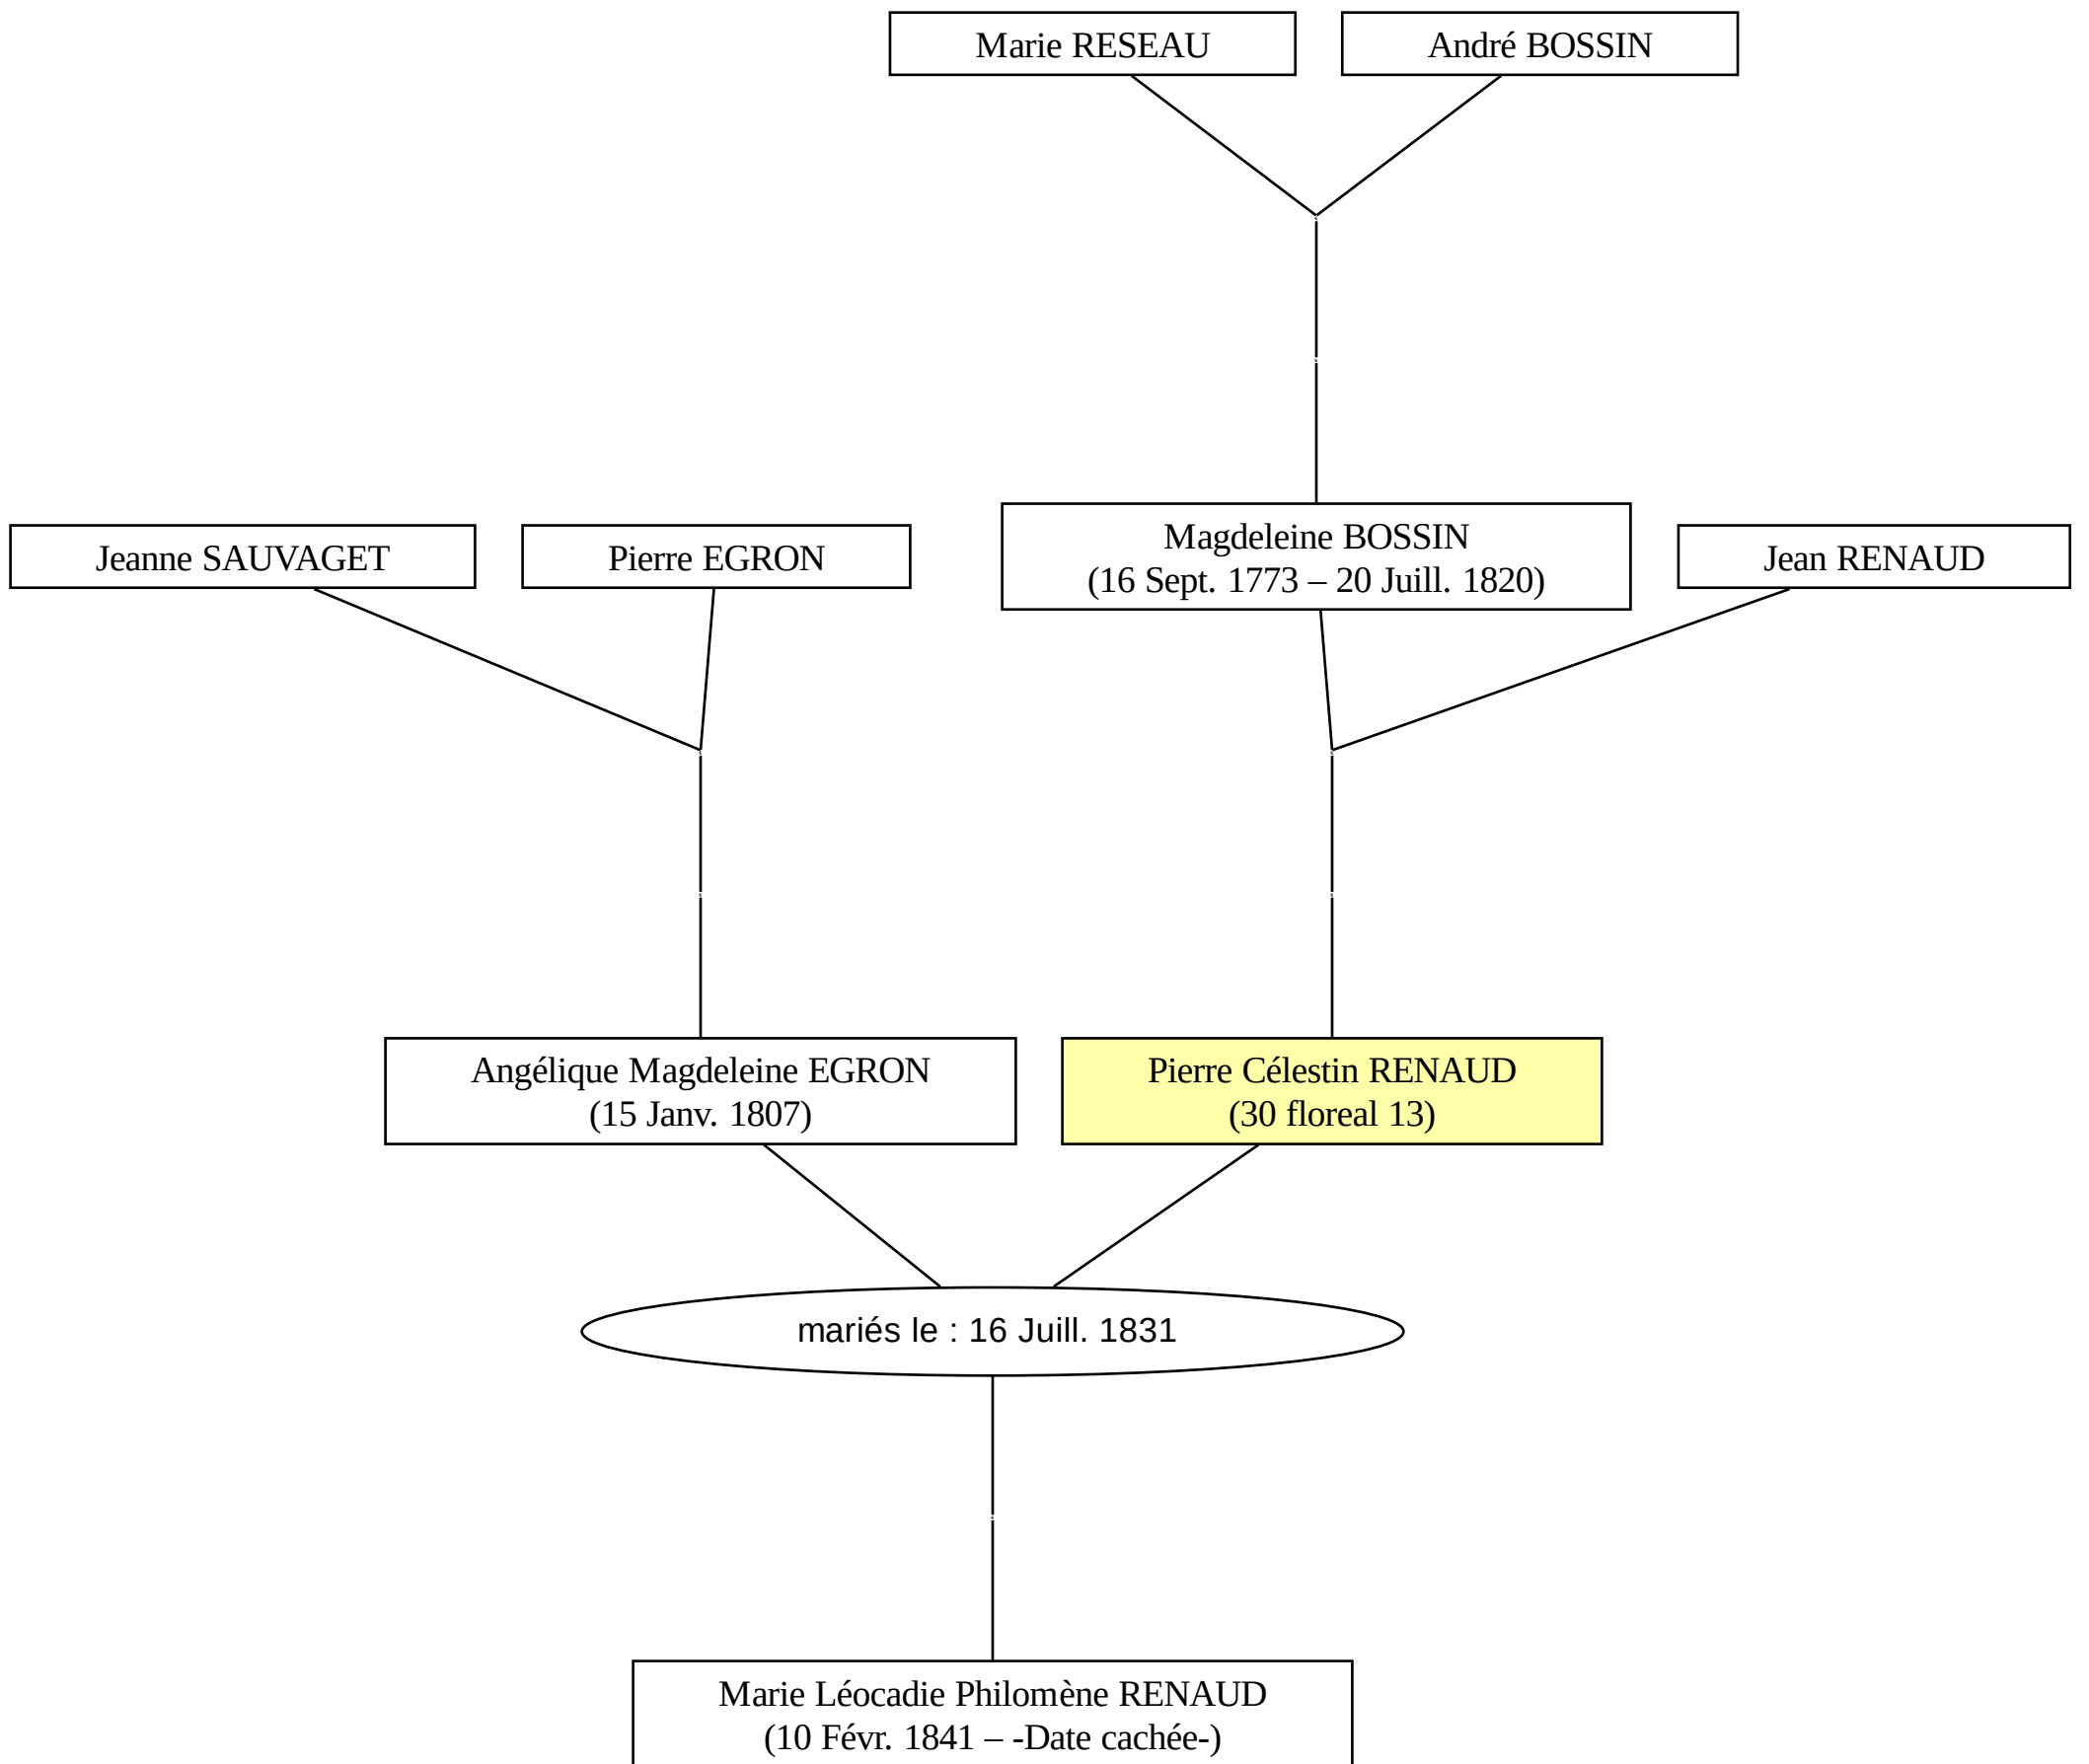 Marie RESEAU
André BOSSIN
Jeanne SAUVAGET
Pierre EGRON
Magdeleine BOSSIN
(16 Sept. 1773 – 20 Juill. 1820)
Jean RENAUD
Angélique Magdeleine EGRON
(15 Janv. 1807)
Pierre Célestin RENAUD
(30 floreal 13)
mariés le : 16 Juill. 1831
Marie Léocadie Philomène RENAUD
(10 Févr. 1841 – -Date cachée-)